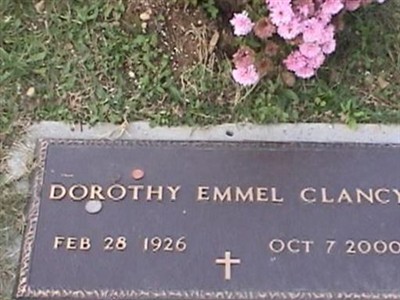 DOROTHY EMMEL CLANCY
FEB 28 1926 OCT 7 2000